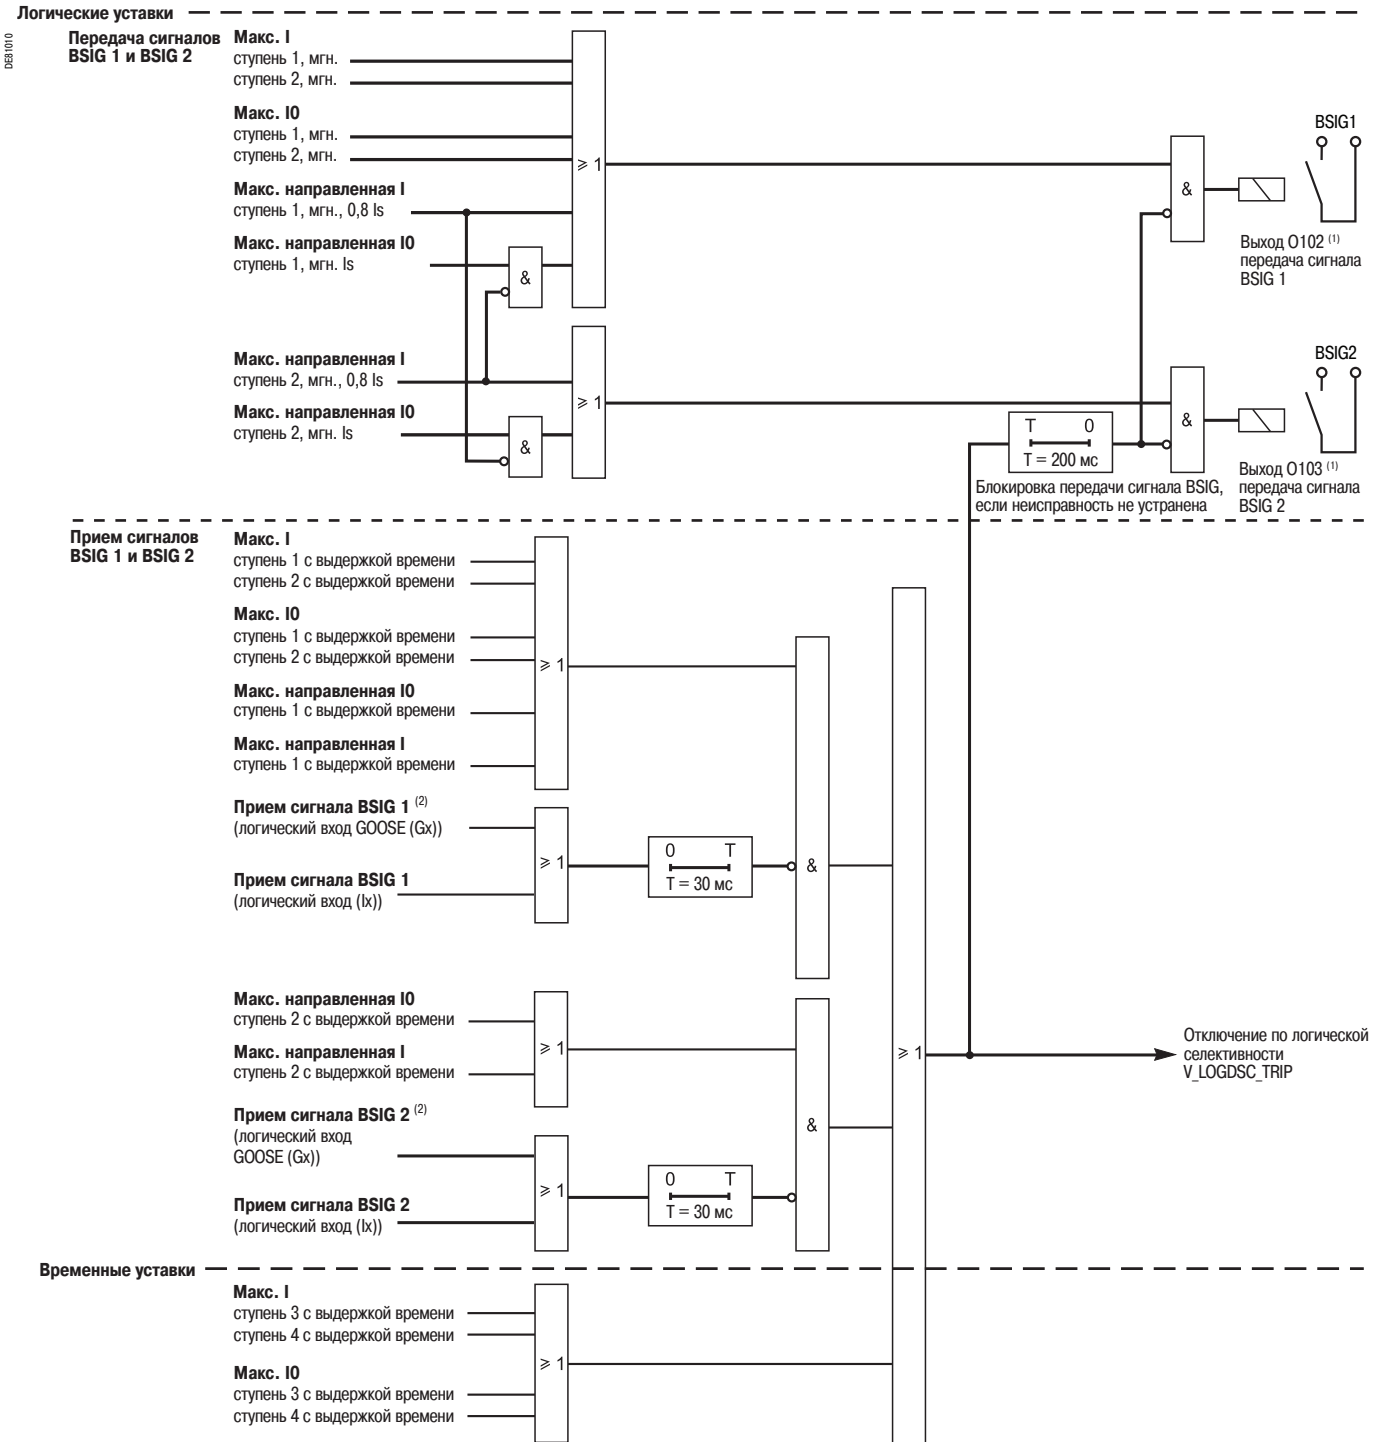 Логические уставки
DE81010
Передача сигналов
BSIG 1 и BSIG 2
Макс. I
ступень 1, мгн.
ступень 2, мгн.
Макс. I0
ступень 1, мгн.
ступень 2, мгн.
Макс. направленная I
ступень 1, мгн., 0,8 Is
Макс. направленная I0
ступень 1, мгн. Is
&
⩾ 1
&
BSIG1
Выход O102 (1)
передача сигнала
BSIG 1
Макс. направленная I
ступень 2, мгн., 0,8 Is
Макс. направленная I0
ступень 2, мгн. Is
&
⩾ 1
T 0
T = 200 мс
Блокировка передачи сигнала BSIG,
если неисправность не устранена
&
BSIG2
Выход O103 (1)
передача сигнала
BSIG 2
Прием сигналов
BSIG 1 и BSIG 2
Макс. I
ступень 1 с выдержкой времени
ступень 2 с выдержкой времени
Макс. I0
ступень 1 с выдержкой времени
ступень 2 с выдержкой времени
Макс. направленная I0
ступень 1 с выдержкой времени
Макс. направленная I
ступень 1 с выдержкой времени
⩾ 1
Прием сигнала BSIG 1 (2)
(логический вход GOOSE (Gx))
Прием сигнала BSIG 1
(логический вход (Ix))
⩾ 1
0 T
T = 30 мс
&
Макс. направленная I0
ступень 2 с выдержкой времени
Макс. направленная I
ступень 2 с выдержкой времени
⩾ 1
Прием сигнала BSIG 2 (2)
(логический вход
GOOSE (Gx))
Прием сигнала BSIG 2
(логический вход (Ix))
⩾ 1
0 T
T = 30 мс
&
⩾ 1
Отключение по логической
селективности
V_LOGDSC_TRIP
Временные уставки
Макс. I
ступень 3 с выдержкой времени
ступень 4 с выдержкой времени
Макс. I0
ступень 3 с выдержкой времени
ступень 4 с выдержкой времени
⩾ 1